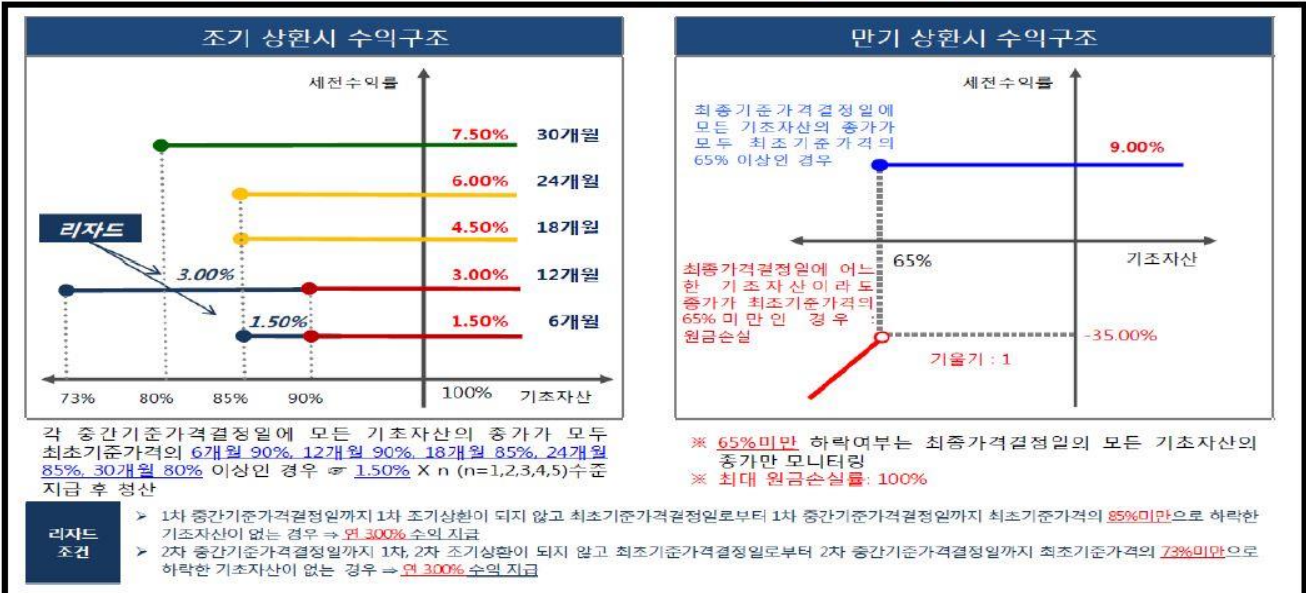 조기 상환시 수익구조
세전수익률
7.50% 30개월
6.00% 24개월
4.50% 18개월
리자드
3.00% 3.00% 12개월
1.50% 1.50% 6개월
73% 80% 85% 90% 100% 기초자산
각 중간기준가격결정일에 모든 기초자산의 종가가 모두
최초기준가격의 6개월 90%, 12개월 90%, 18개월 85%, 24개월
85%, 30개월 80% 이상인 경우 ☞ 1.50% X n (n=1,2,3,4,5)수준
지급 후 청산
만기 상환시 수익구조
세전수익률
최종기준가격결정일에
모든 기초자산의 종가가
모두 최초기준가격의
65% 이상인 경우
9.00%
65% 기초자산
최종가격결정일에 어느
한 기초자산이라도
종가가 최초기준가격의
65%미만인 경우
원금손실
-35.00%
기울기 : 1
※ 65%미만 하락여부는 최종가격결정일의 모든 기초자산의
종가만 모니터링
※ 최대 원금손실률: 100%
리자드
조건
➢ 1차 중간기준가격결정일까지 1차 조기상환이 되지 않고 최초기준가격결정일로부터 1차 중간기준가격결정일까지 최초기준가격의 85%미만으로 하락한
기초자산이 없는 경우 ⇒ 연 3.00% 수익 지급
➢ 2차 중간기준가격결정일까지 1차, 2차 조기상환이 되지 않고 최초기준가격결정일로부터 2차 중간기준가격결정일까지 최초기준가격의 73%미만으로
하락한 기초자산이 없는 경우 ⇒ 연 3.00% 수익 지급